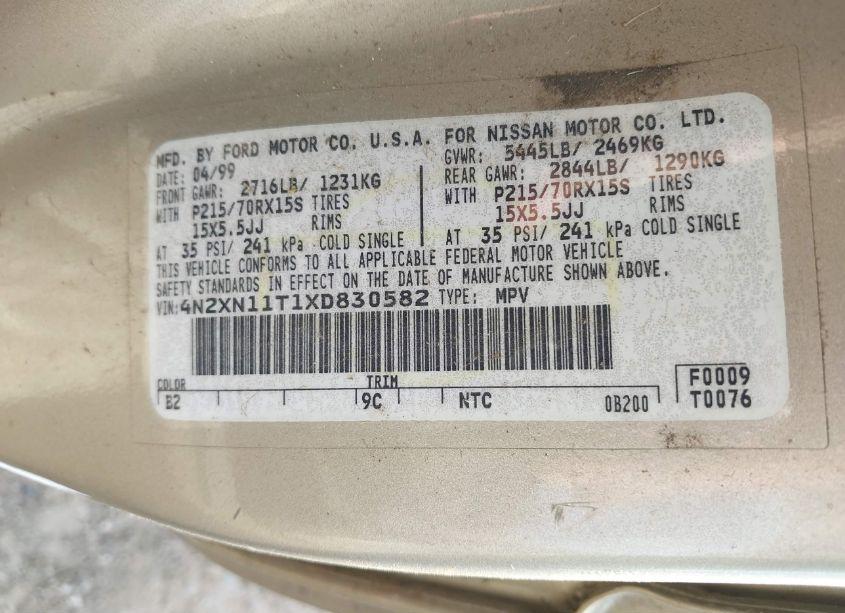 MFD. BY FORD MOTOR CO. U.S.A. FOR NISSAN MOTOR CO. LTD.
DATE: 04/99 GVWR: 5445LB/ 2469KG
FRONT GAWR: 2716LB/ 1231KG REAR GAWR: 2844LB/ 1290KG
WITH P215/70RX15S TIRES WITH P215/70RX15S TIRES
15X5.5JJ RIMS 15X5.5JJ RIMS
AT 35 PSI/ 241 kPa COLD SINGLE AT 35 PSI/ 241 kPa COLD SINGLE
THIS VEHICLE CONFORMS TO ALL APPLICABLE FEDERAL MOTOR VEHICLE
SAFETY STANDARDS IN EFFECT ON THE DATE OF MANUFACTURE SHOWN ABOVE.
VIN: 4N2XN11T1XD830582 TYPE: MPV
COLOR TRIM F0009
B2 9C NTC 0B200 T0076